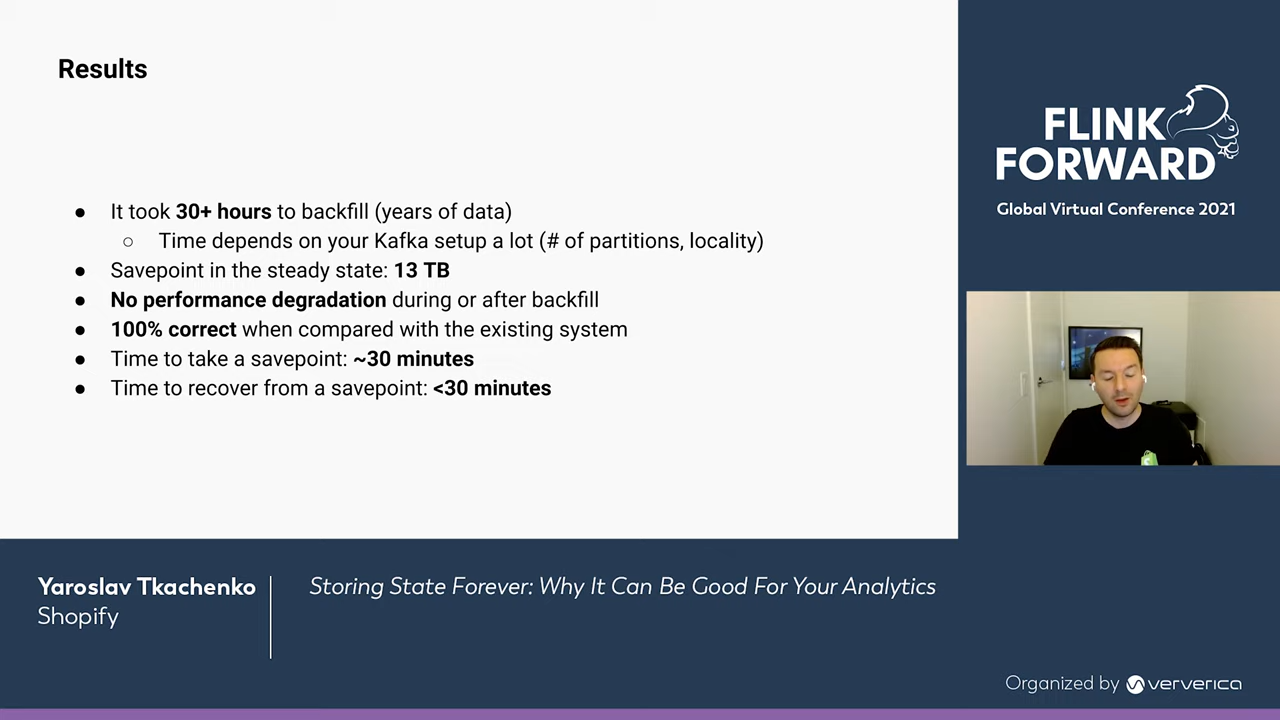 Results
● It took 30+ hours to backfill (years of data)
○ Time depends on your Kafka setup a lot (# of partitions, locality)
● Savepoint in the steady state: 13 TB
● No performance degradation during or after backfill
● 100% correct when compared with the existing system
● Time to take a savepoint: ~30 minutes
● Time to recover from a savepoint: <30 minutes
FLINK
FORWARD
Global Virtual Conference 2021
Yaroslav Tkachenko
Shopify
Storing State Forever: Why It Can Be Good For Your Analytics
Organized by ververica